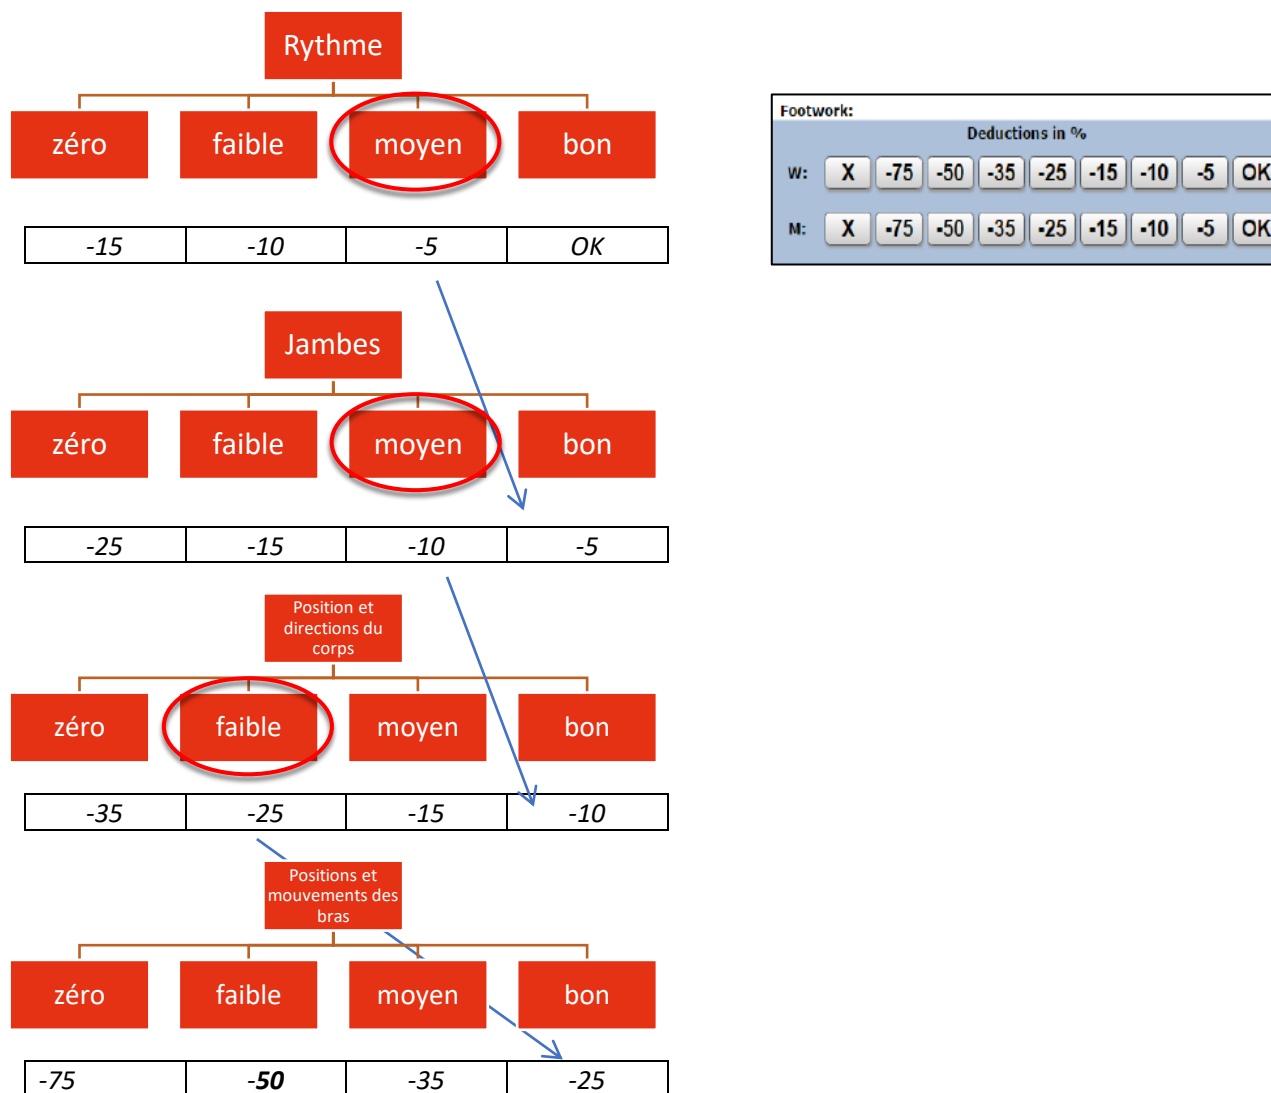 Rythme
zéro faible moyen bon
-15 -10 -5 OK
Footwork:
Deductions in %
W: X -75 -50 -35 -25 -15 -10 -5 OK
M: X -75 -50 -35 -25 -15 -10 -5 OK
Jambes
zéro faible moyen bon
-25 -15 -10 -5
Position et
directions du
corps
zéro faible moyen bon
-35 -25 -15 -10
Positions et
mouvements des
bras
zéro faible moyen bon
-75 -50 -35 -25